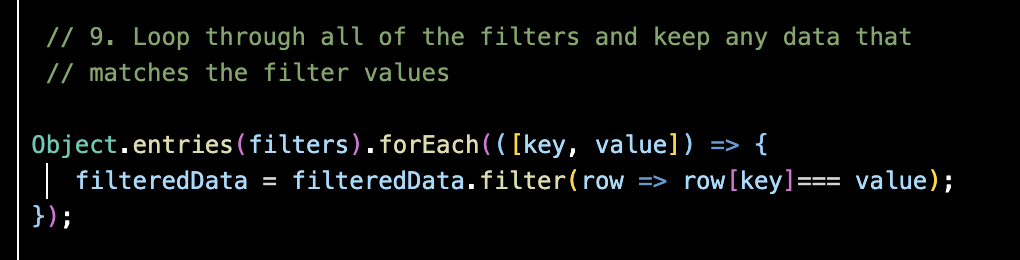 // 9. Loop through all of the filters and keep any data that
// matches the filter values
Object.entries(filters).forEach(([key, value]) => {
filteredData = filteredData.filter(row => row[key]=== value);
});